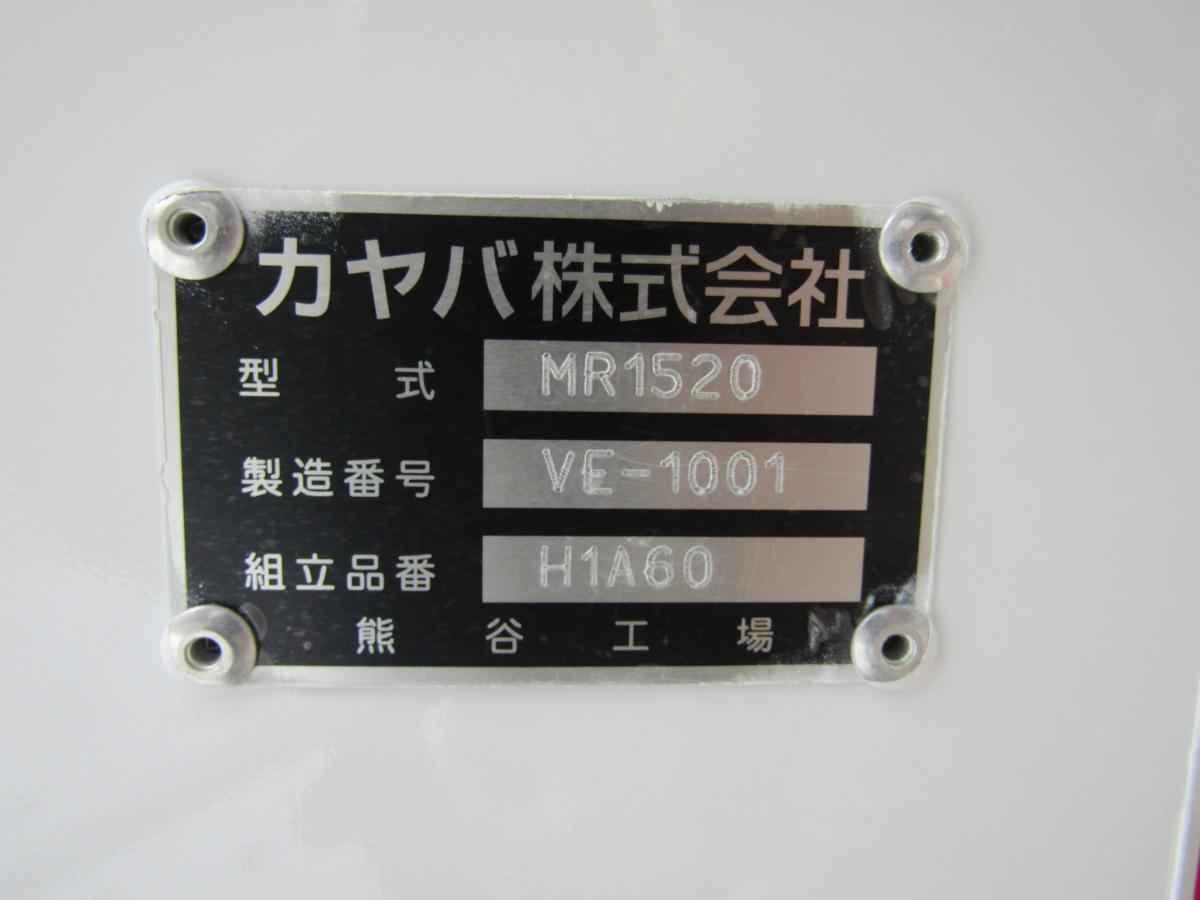 カヤバ株式会社
型式 MR1520
製造番号 VE-1001
組立品番 H1A60
熊谷工場